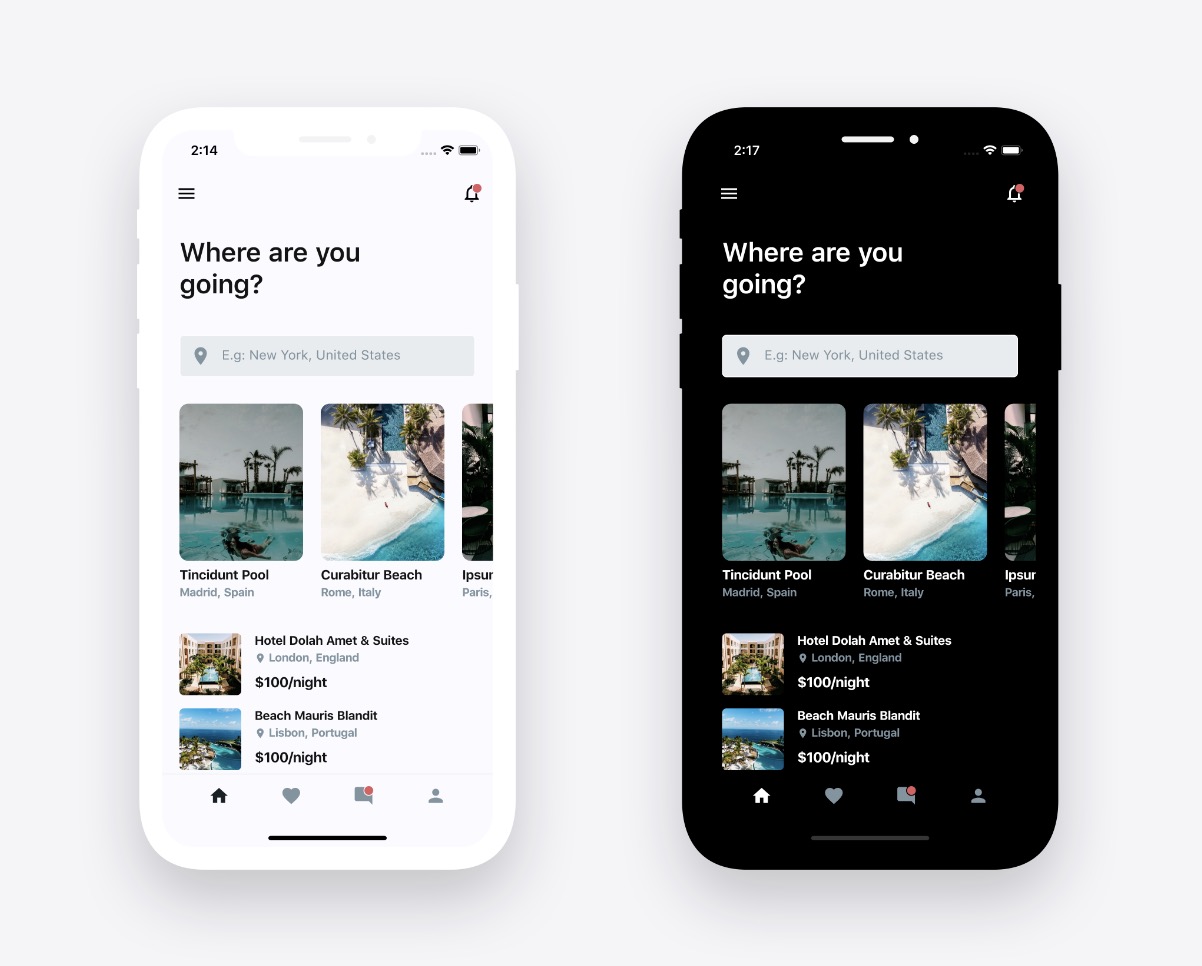 2:14
Where are you
going?
E.g: New York, United States
Tincidunt Pool
Madrid, Spain
Curabitur Beach
Rome, Italy
Ipsur
Paris,
Hotel Dolah Amet & Suites
London, England
$100/night
Beach Mauris Blandit
Lisbon, Portugal
$100/night
2:17
Where are you
going?
E.g: New York, United States
Tincidunt Pool
Madrid, Spain
Curabitur Beach
Rome, Italy
Ipsur
Paris,
Hotel Dolah Amet & Suites
London, England
$100/night
Beach Mauris Blandit
Lisbon, Portugal
$100/night